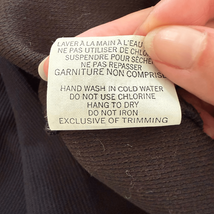 LAVER À LA MAIN À L'EAU
NE PAS UTILISER DE CHLO
SUSPENDRE POUR SÉCHE
NE PAS REPASSER
GARNITURE NON COMPRISE
HAND WASH IN COLD WATER
DO NOT USE CHLORINE
HANG TO DRY
DO NOT IRON
EXCLUSIVE OF TRIMMING